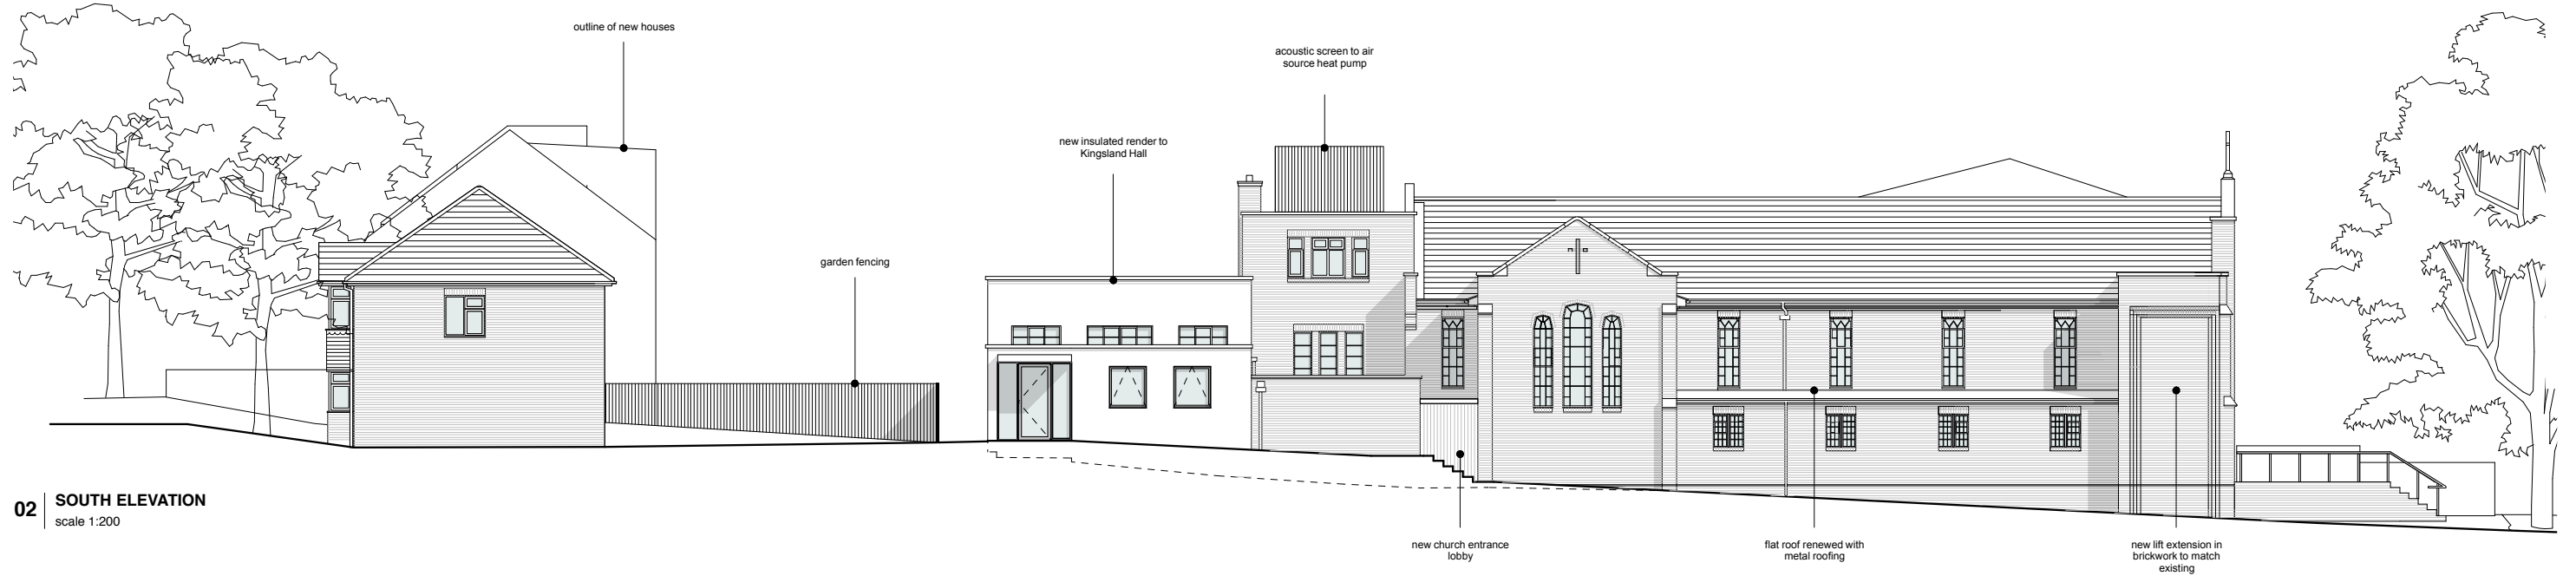 outline of new houses
acoustic screen to air
source heat pump
new insulated render to
Kingsland Hall
garden fencing
02
SOUTH ELEVATION
scale 1:200
new church entrance
lobby
flat roof renewed with
metal roofing
new lift extension in
brickwork to match
existing